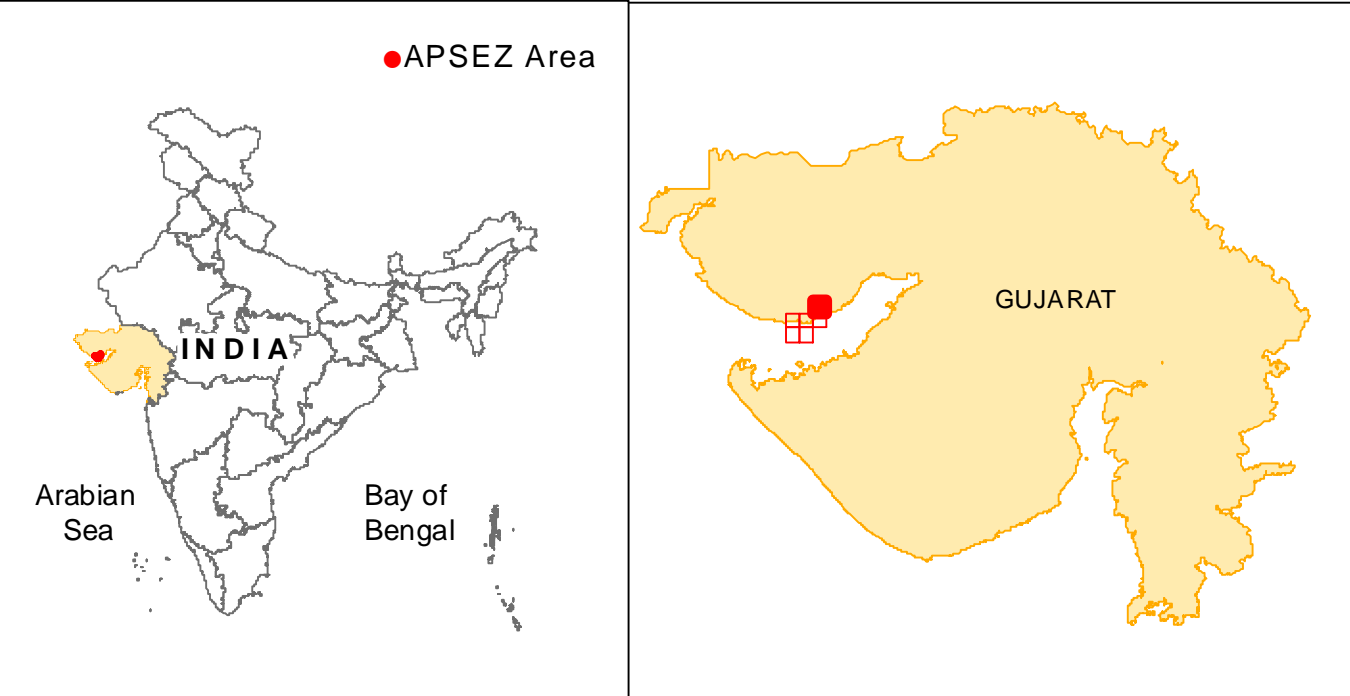 APSEZ Area
INDIA
Arabian
Sea
Bay of
Bengal
GUJARAT